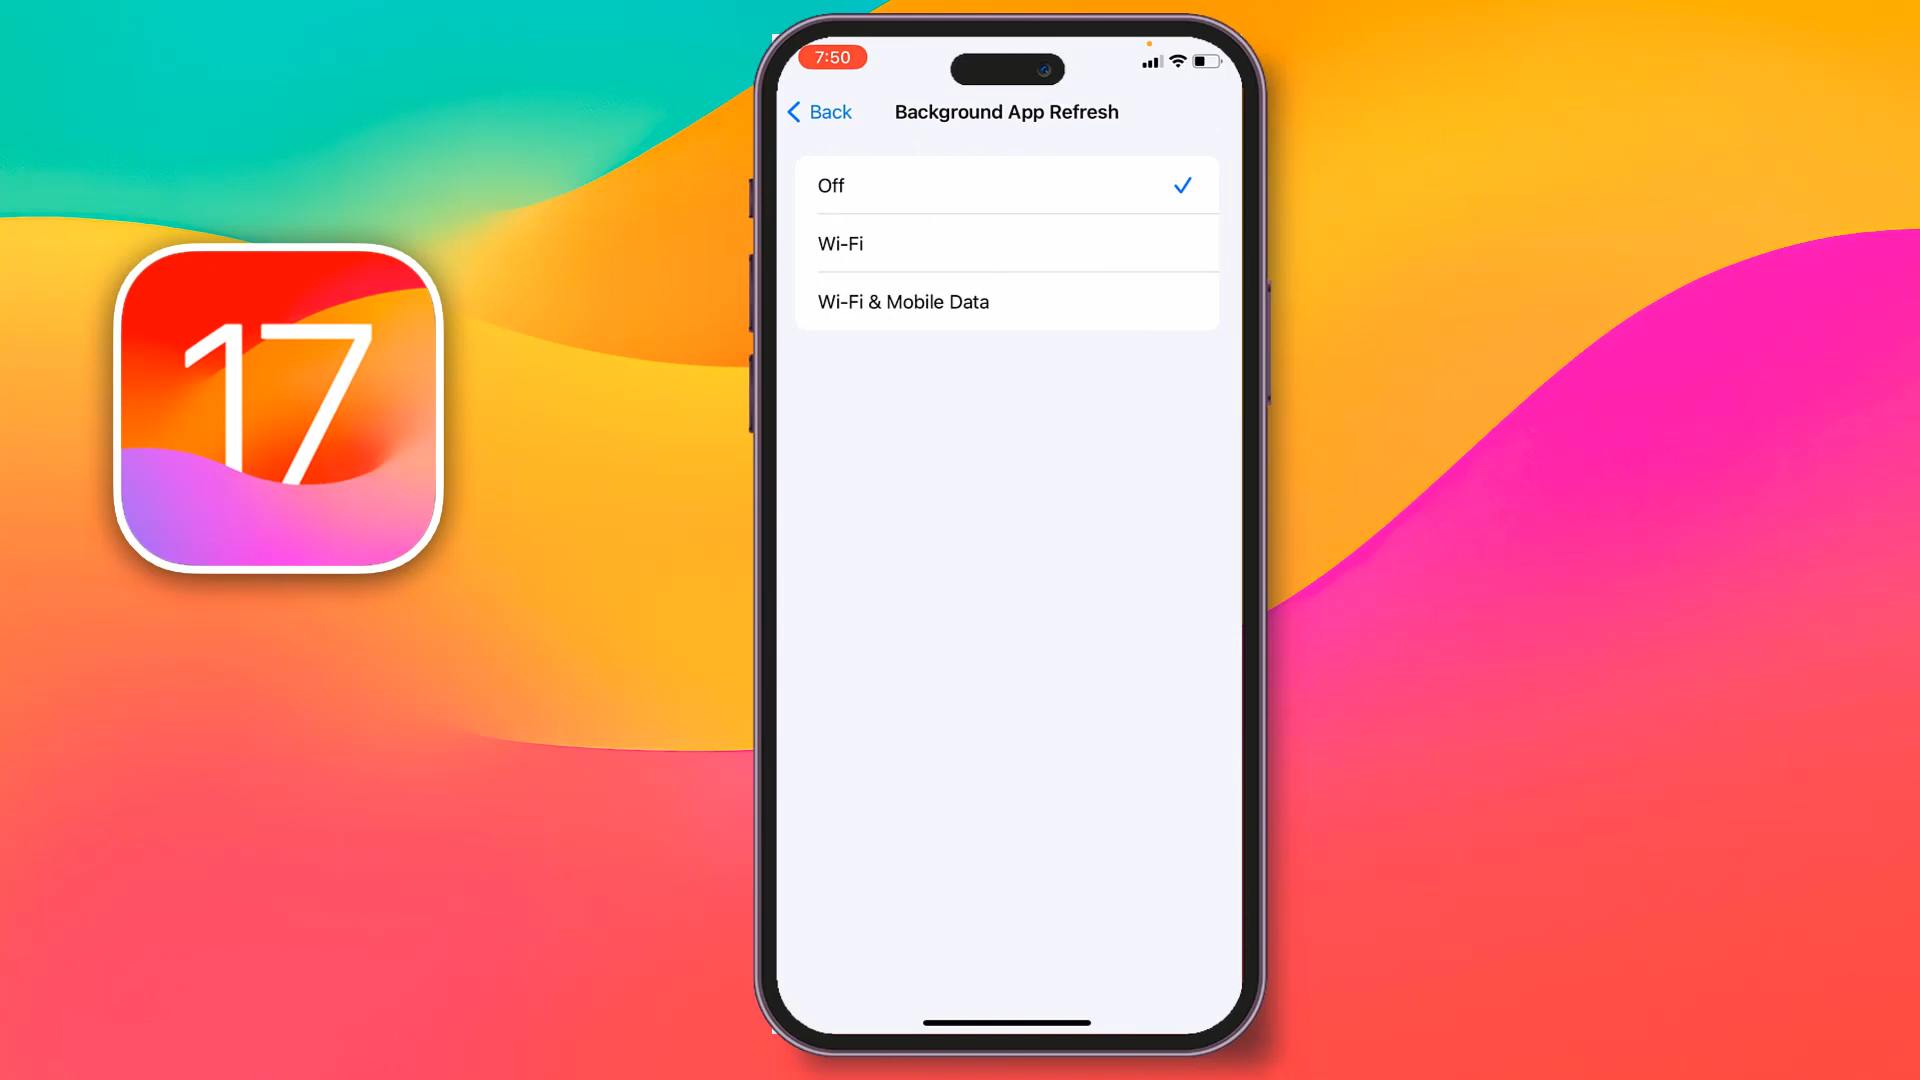 7:50
Back
Background App Refresh
Off
Wi-Fi
Wi-Fi & Mobile Data
17